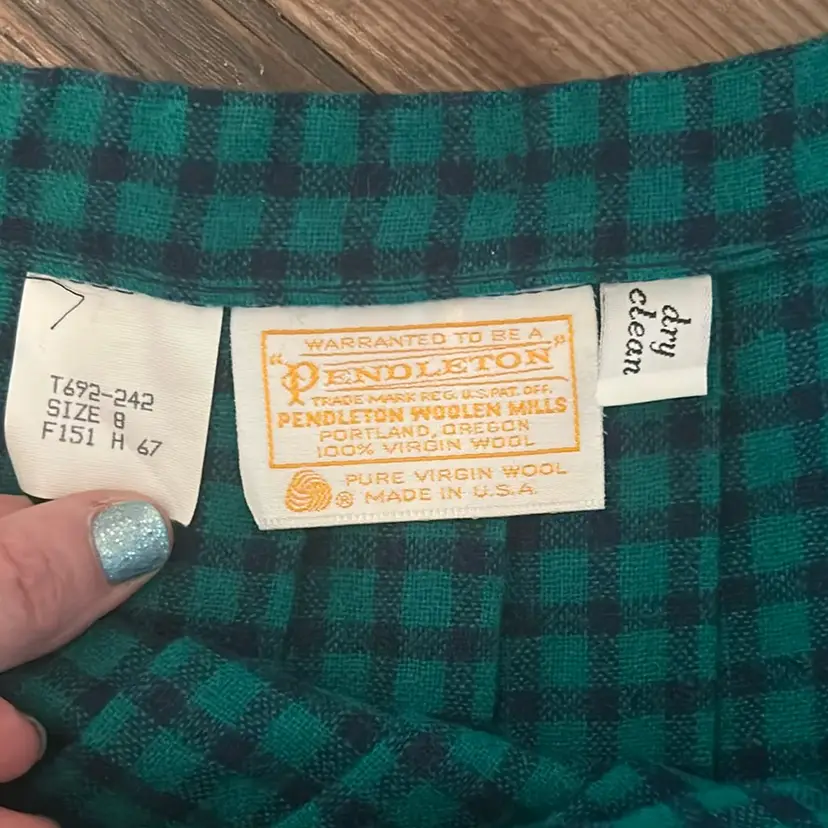 T692-242
SIZE 8
F151 H 67
WARRANTED TO BE A
"PENDLETON"
TRADE MARK REG. U.S. PAT. OFF.
PENDLETON WOOLEN MILLS
PORTLAND, OREGON
100% VIRGIN WOOL
PURE VIRGIN WOOL
® MADE IN U.S.A.
dry
clean